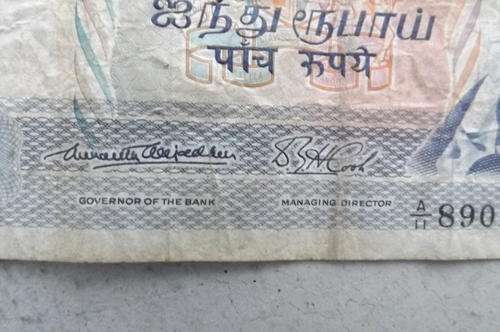 ஐந்து ரூபாய்
पाँच रुपये
GOVERNOR OF THE BANK
MANAGING DIRECTOR
A/11 890